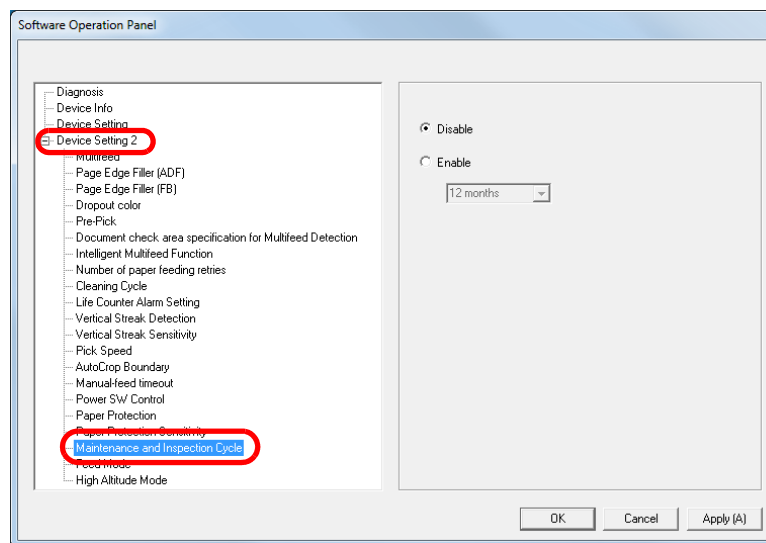 Software Operation Panel
Diagnosis
Device Info
Device Setting
Device Setting 2
Multifeed
Page Edge Filler (ADF)
Page Edge Filler (FB)
Dropout color
Pre-Pick
Document check area specification for Multifeed Detection
Intelligent Multifeed Function
Number of paper feeding retries
Cleaning Cycle
Life Counter Alarm Setting
Vertical Streak Detection
Vertical Streak Sensitivity
Pick Speed
AutoCrop Boundary
Manual-feed timeout
Power SW Control
Paper Protection
Paper Protection Sensitivity
Maintenance and Inspection Cycle
Feed Mode
High Altitude Mode
Disable
Enable
12 months
OK Cancel Apply (A)